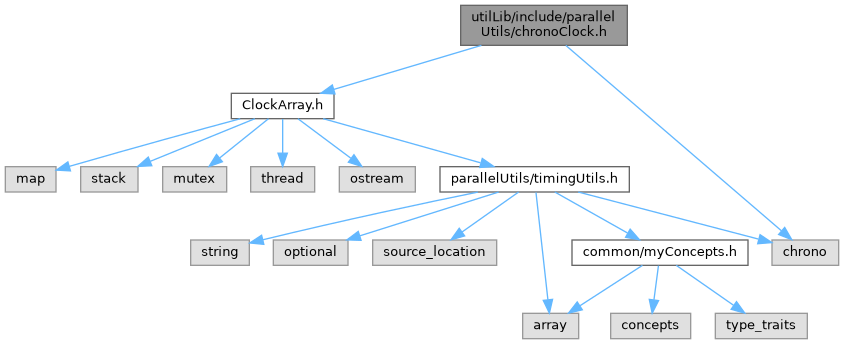 utilLib/include/parallel
Utils/chronoClock.h
ClockArray.h
map
stack
mutex
thread
ostream
parallelUtils/timingUtils.h
string
optional
source_location
common/myConcepts.h
chrono
array
concepts
type_traits